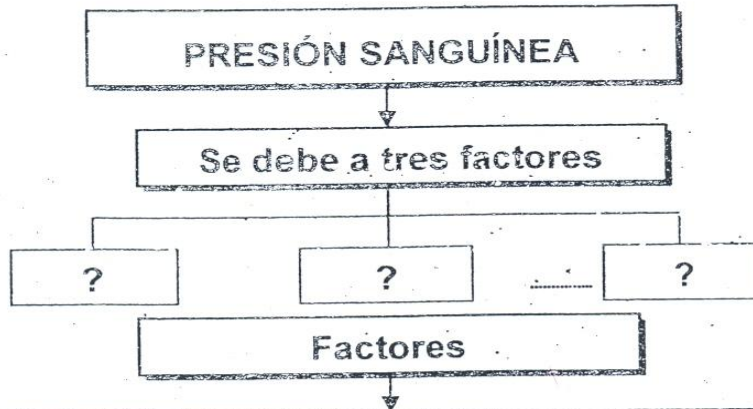 PRESIÓN SANGUÍNEA
Se debe a tres factores
? ? ?
Factores